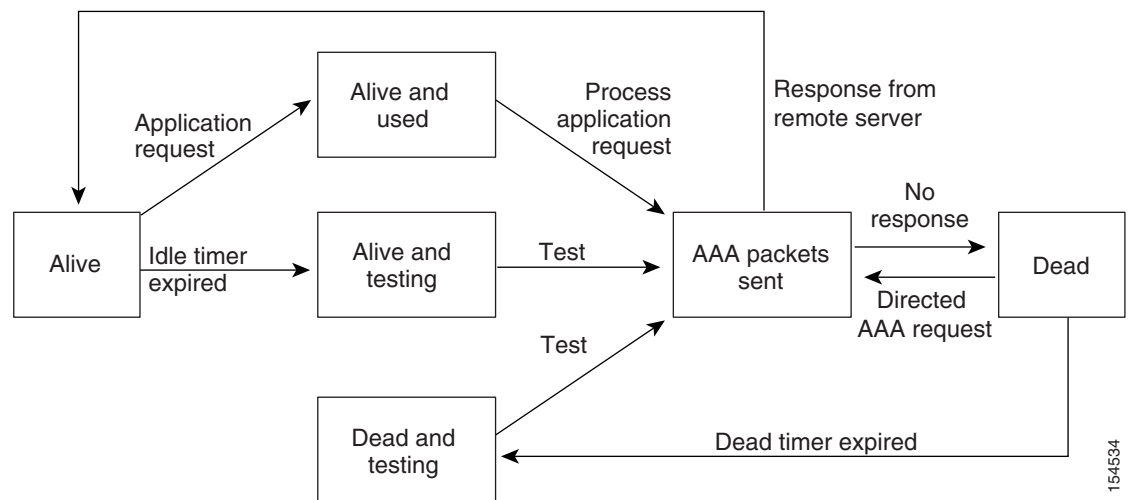 Alive and
used
Application
request
Process
application
request
Response from
remote server
No
response
Alive
Idle timer
expired
Alive and
testing
Test
AAA packets
sent
Dead
Directed
AAA request
Test
Dead and
testing
Dead timer expired
154534